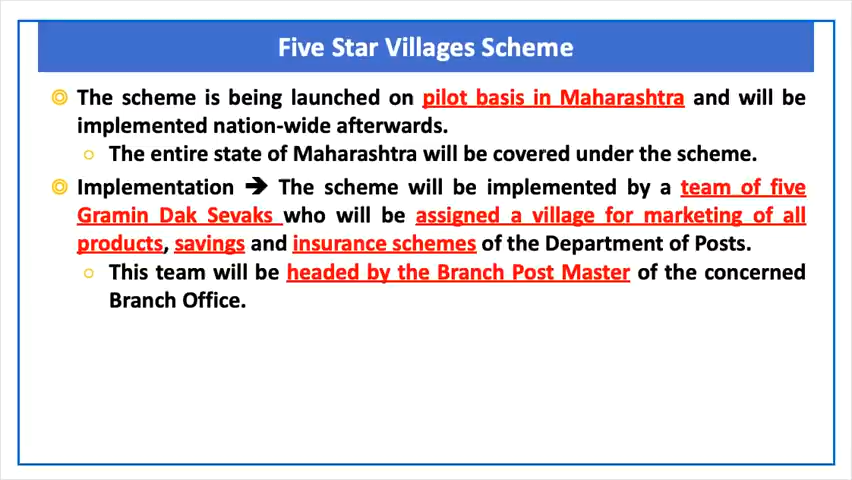 Five Star Villages Scheme
The scheme is being launched on pilot basis in Maharashtra and will be
implemented nation-wide afterwards.
The entire state of Maharashtra will be covered under the scheme.
Implementation ➔ The scheme will be implemented by a team of five
Gramin Dak Sevaks who will be assigned a village for marketing of all
products, savings and insurance schemes of the Department of Posts.
This team will be headed by the Branch Post Master of the concerned
Branch Office.